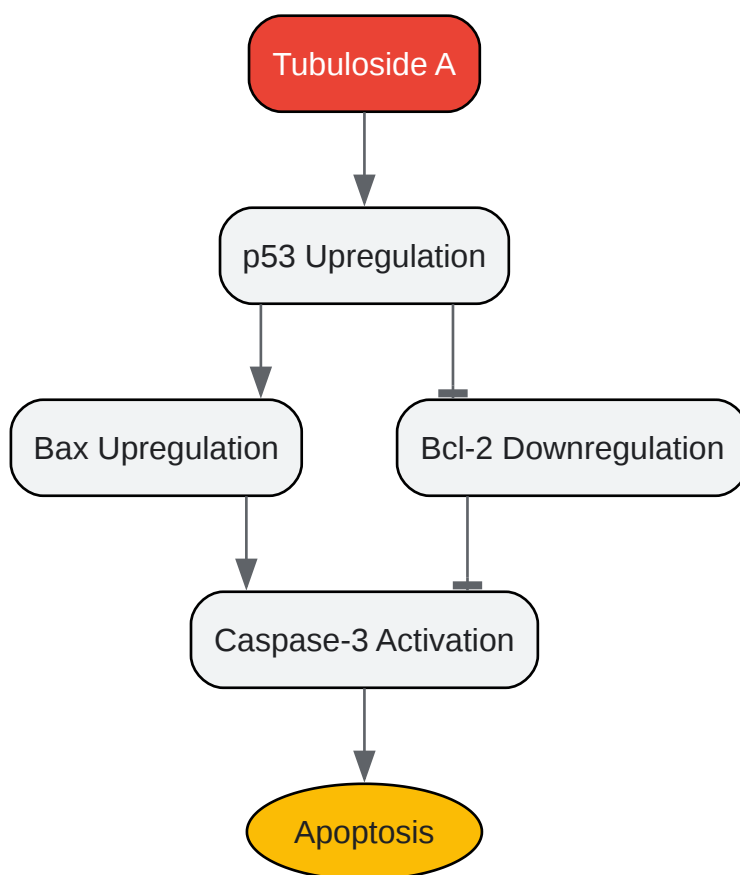 Tubuloside A
p53 Upregulation
Bax Upregulation
Bcl-2 Downregulation
Caspase-3 Activation
Apoptosis